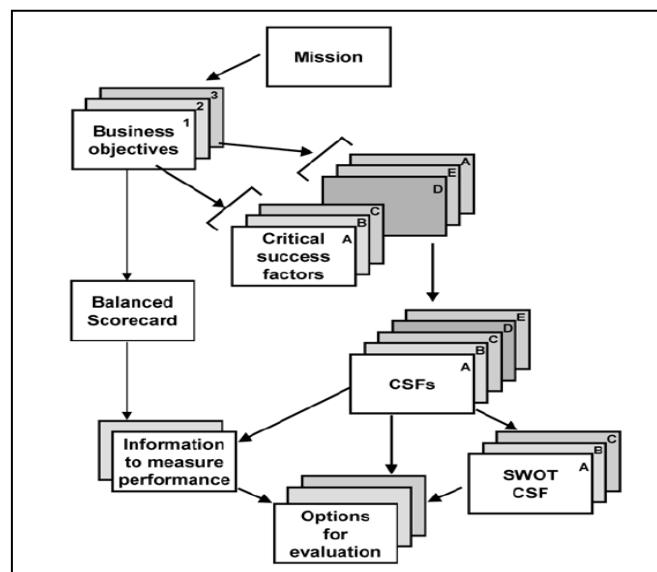 Mission
3
2
1
Business
objectives
A
E
D
C
B
A
Critical
success
factors
Balanced
Scorecard
E
D
C
B
A
CSFs
Information
to measure
performance
C
B
A
SWOT
CSF
Options
for
evaluation